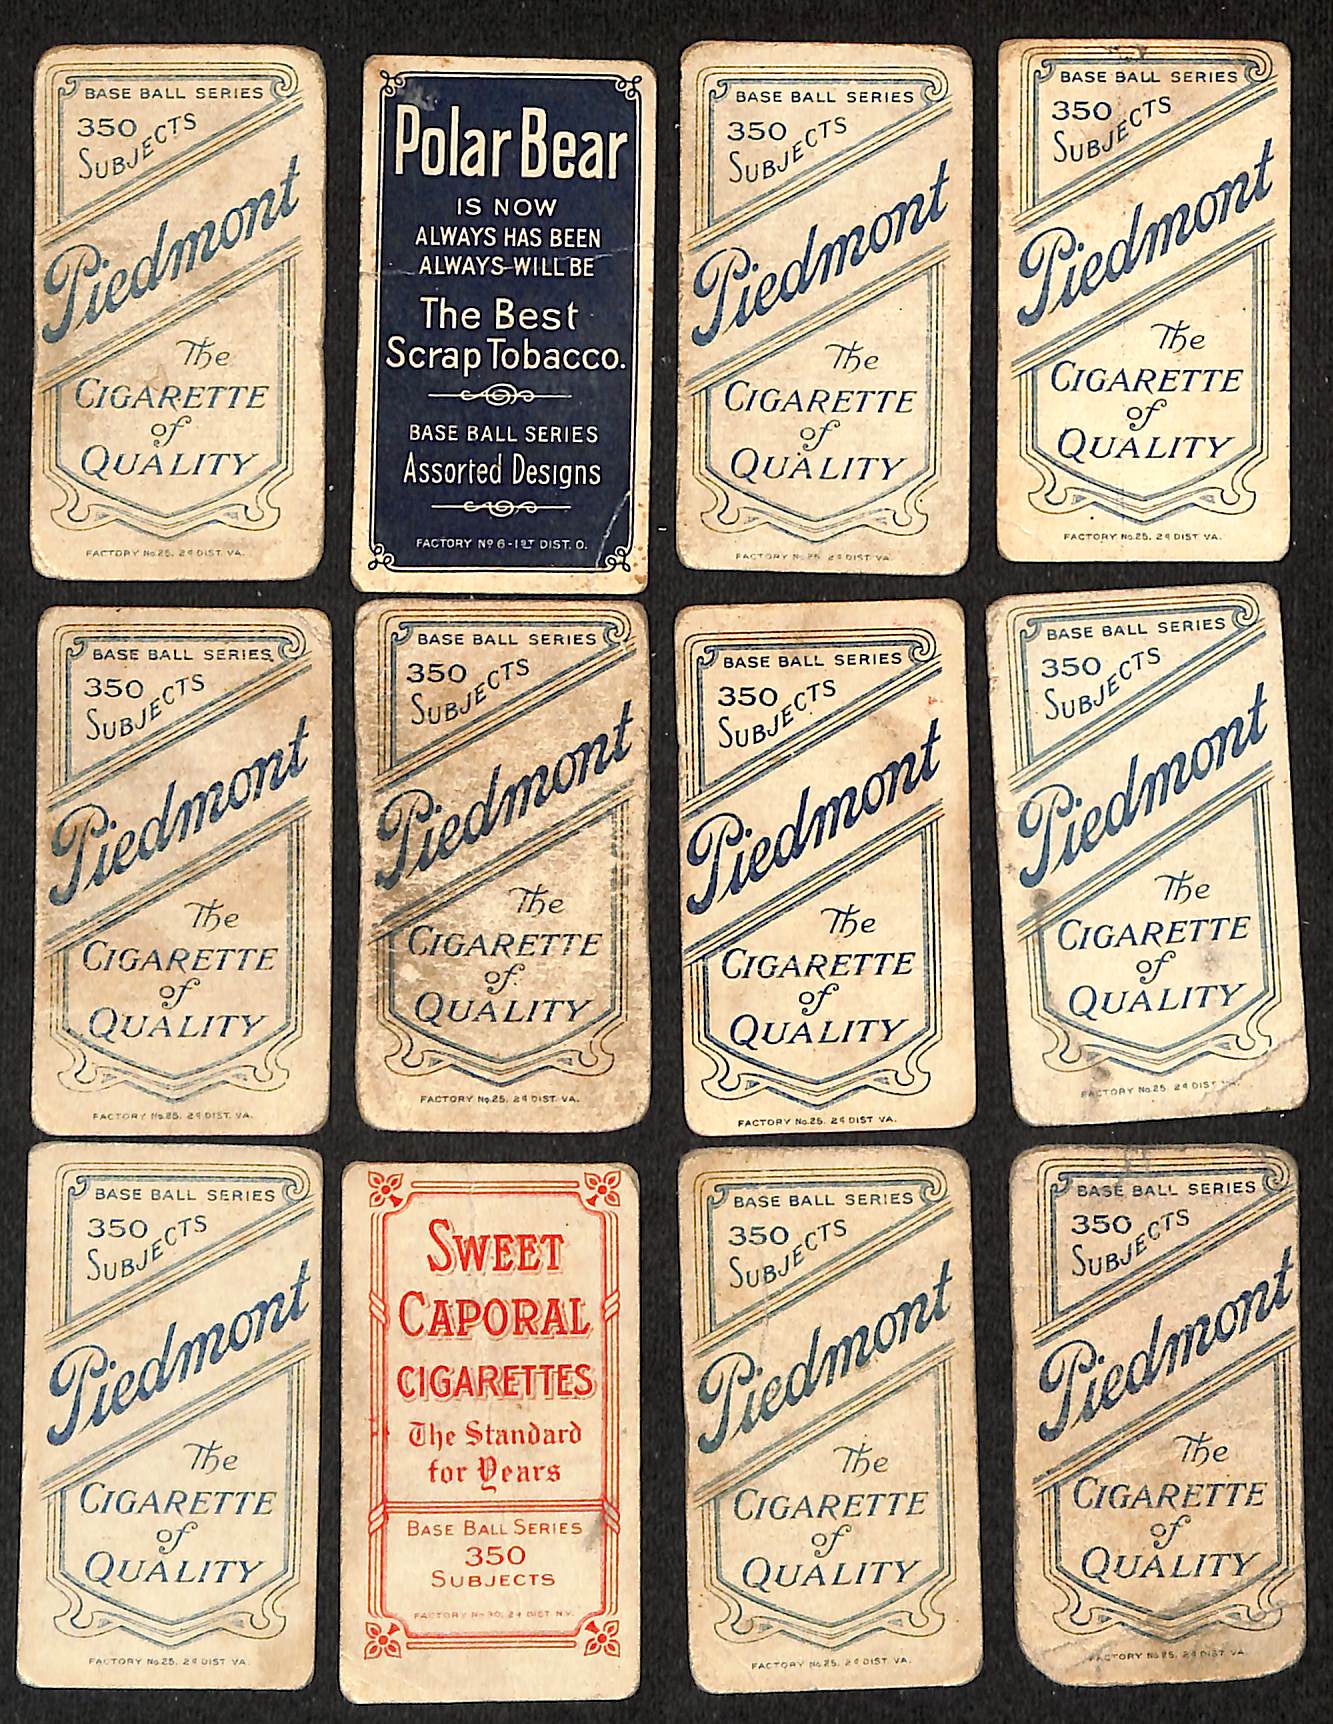 BASE BALL SERIES
350
SUBJECTS
Piedmont
The
CIGARETTE
of
QUALITY
FACTORY No.25, 2d DIST. VA.
Polar Bear
IS NOW
ALWAYS HAS BEEN
ALWAYS WILL BE
The Best
Scrap Tobacco.
BASE BALL SERIES
Assorted Designs
FACTORY Nº 6-1ST DIST. O.
BASE BALL SERIES
350
SUBJECTS
Piedmont
The
CIGARETTE
of
QUALITY
FACTORY No.25, 2d DIST. VA.
BASE BALL SERIES
350
SUBJECTS
Piedmont
The
CIGARETTE
of
QUALITY
FACTORY No.25, 2d DIST. VA.
BASE BALL SERIES
350
SUBJECTS
Piedmont
The
CIGARETTE
of
QUALITY
FACTORY No.25, 2d DIST. VA.
BASE BALL SERIES
350
SUBJECTS
Piedmont
The
CIGARETTE
of
QUALITY
FACTORY No.25, 2d DIST. VA.
BASE BALL SERIES
350
SUBJECTS
Piedmont
The
CIGARETTE
of
QUALITY
FACTORY No.25, 2d DIST VA.
BASE BALL SERIES
350
SUBJECTS
Piedmont
The
CIGARETTE
of
QUALITY
FACTORY No.25, 2d DIST.
BASE BALL SERIES
350
SUBJECTS
Piedmont
The
CIGARETTE
of
QUALITY
FACTORY No.25, 2d DIST. VA.
SWEET
CAPORAL
CIGARETTES
The Standard
for Years
BASE BALL SERIES
350
SUBJECTS
FACTORY No 30, 2d DIST. N.Y.
BASE BALL SERIES
350
SUBJECTS
Piedmont
The
CIGARETTE
of
QUALITY
FACTORY No.25, 2d DIST. VA.
BASE BALL SERIES
350
SUBJECTS
Piedmont
The
CIGARETTE
of
QUALITY
FACTORY No 25, 2d DIST. VA.